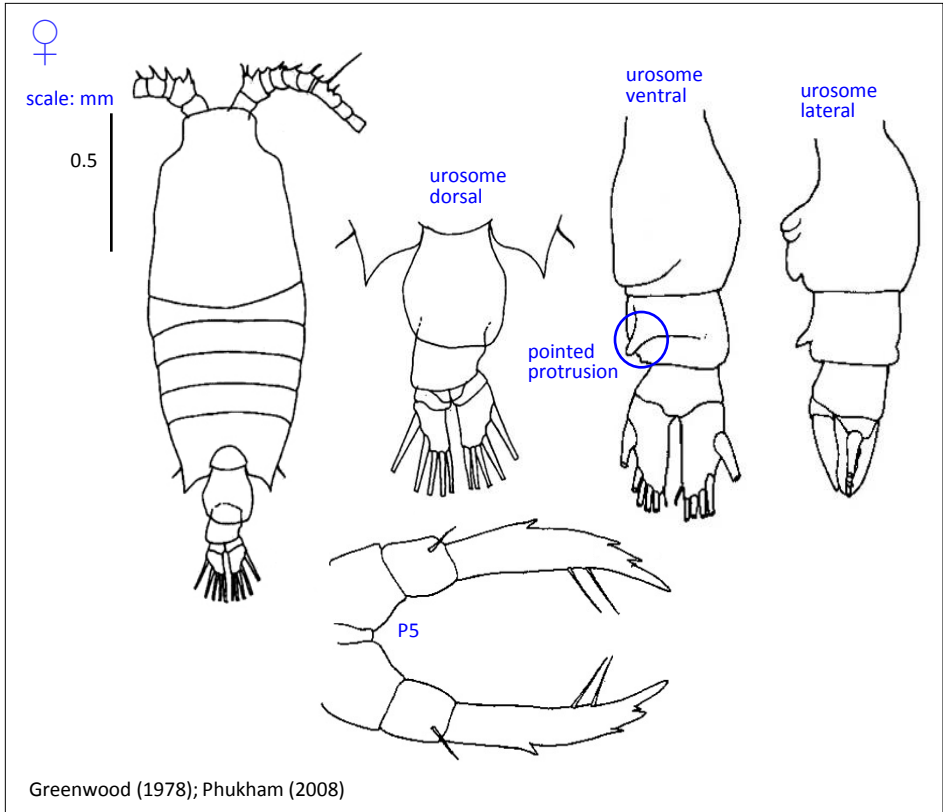 ♀
scale: mm
0.5
urosome
dorsal
urosome
ventral
urosome
lateral
pointed
protrusion
P5
Greenwood (1978); Phukham (2008)